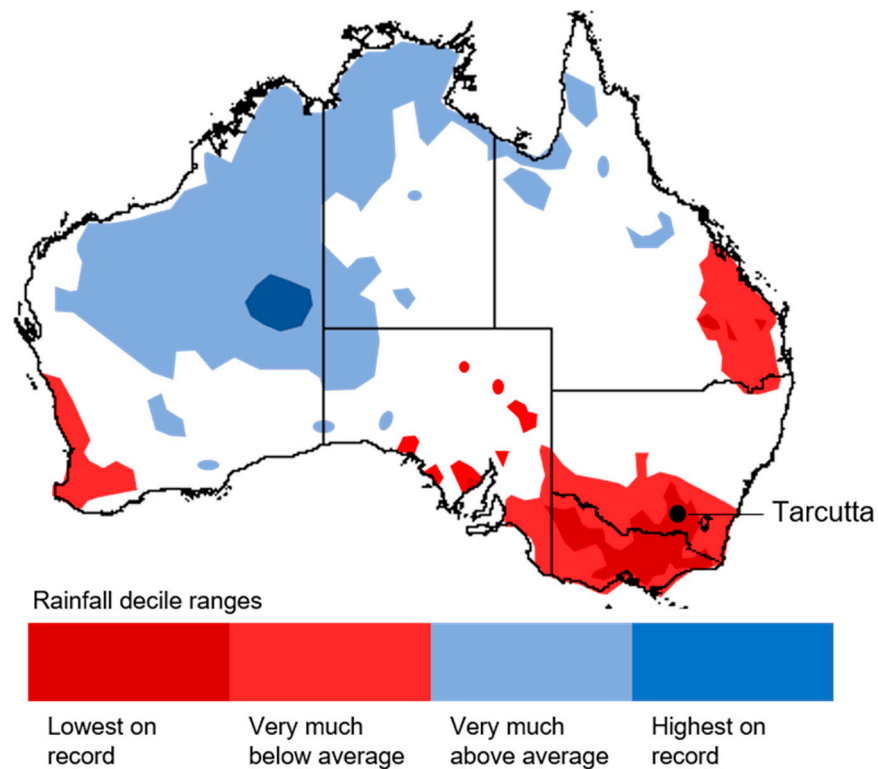 Tarcutta
Rainfall decile ranges
Lowest on
record
Very much
below average
Very much
above average
Highest on
record